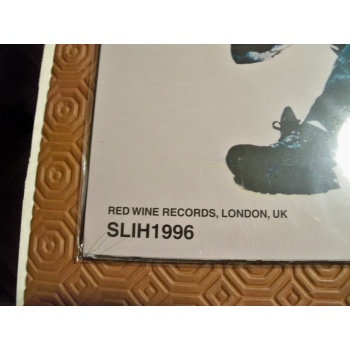 RED WINE RECORDS, LONDON, UK
SLIH1996